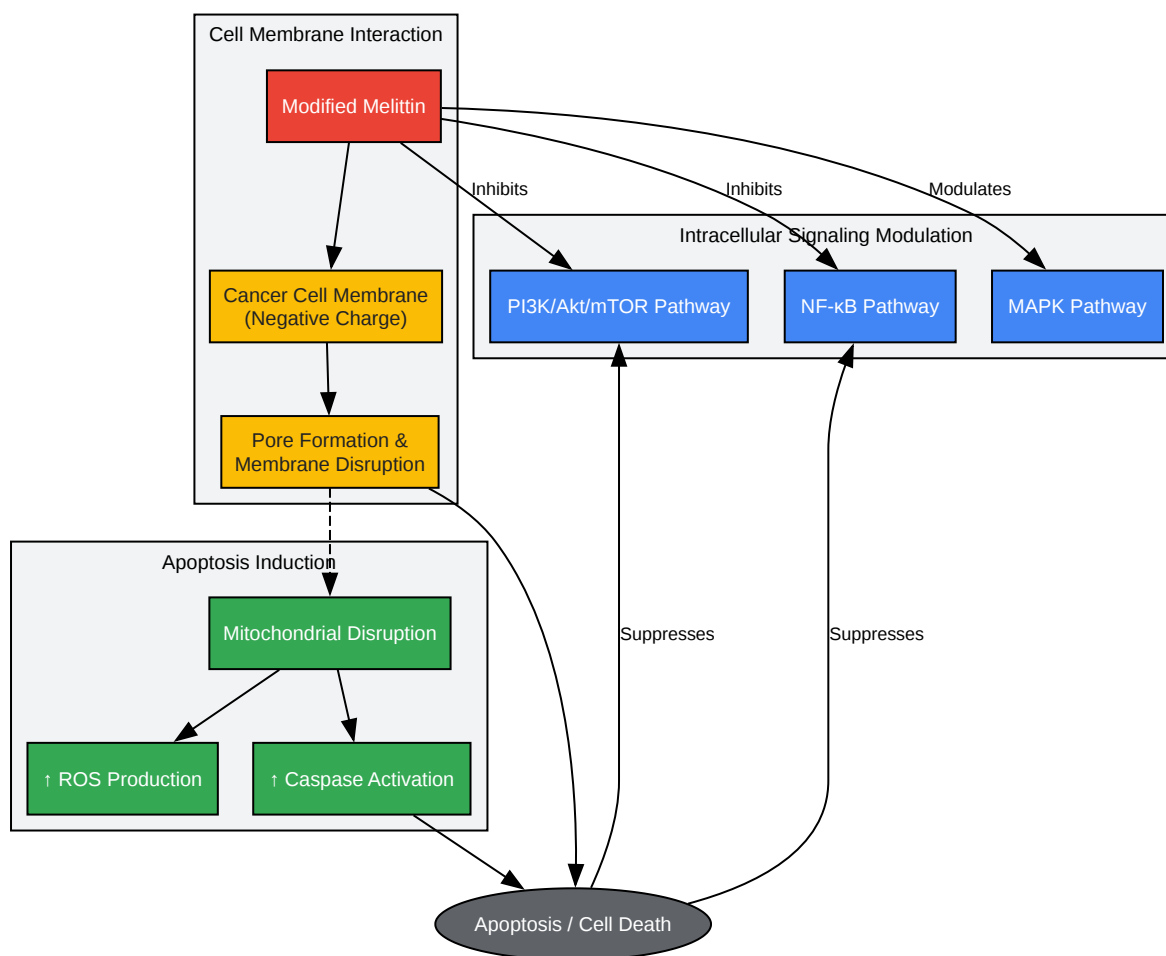 Cell Membrane Interaction
Modified Melittin
Inhibits
Inhibits
Modulates
Intracellular Signaling Modulation
Cancer Cell Membrane
(Negative Charge)
PI3K/Akt/mTOR Pathway
NF-κB Pathway
MAPK Pathway
Pore Formation &
Membrane Disruption
Apoptosis Induction
Mitochondrial Disruption
Suppresses
Suppresses
↑ ROS Production
↑ Caspase Activation
Apoptosis / Cell Death